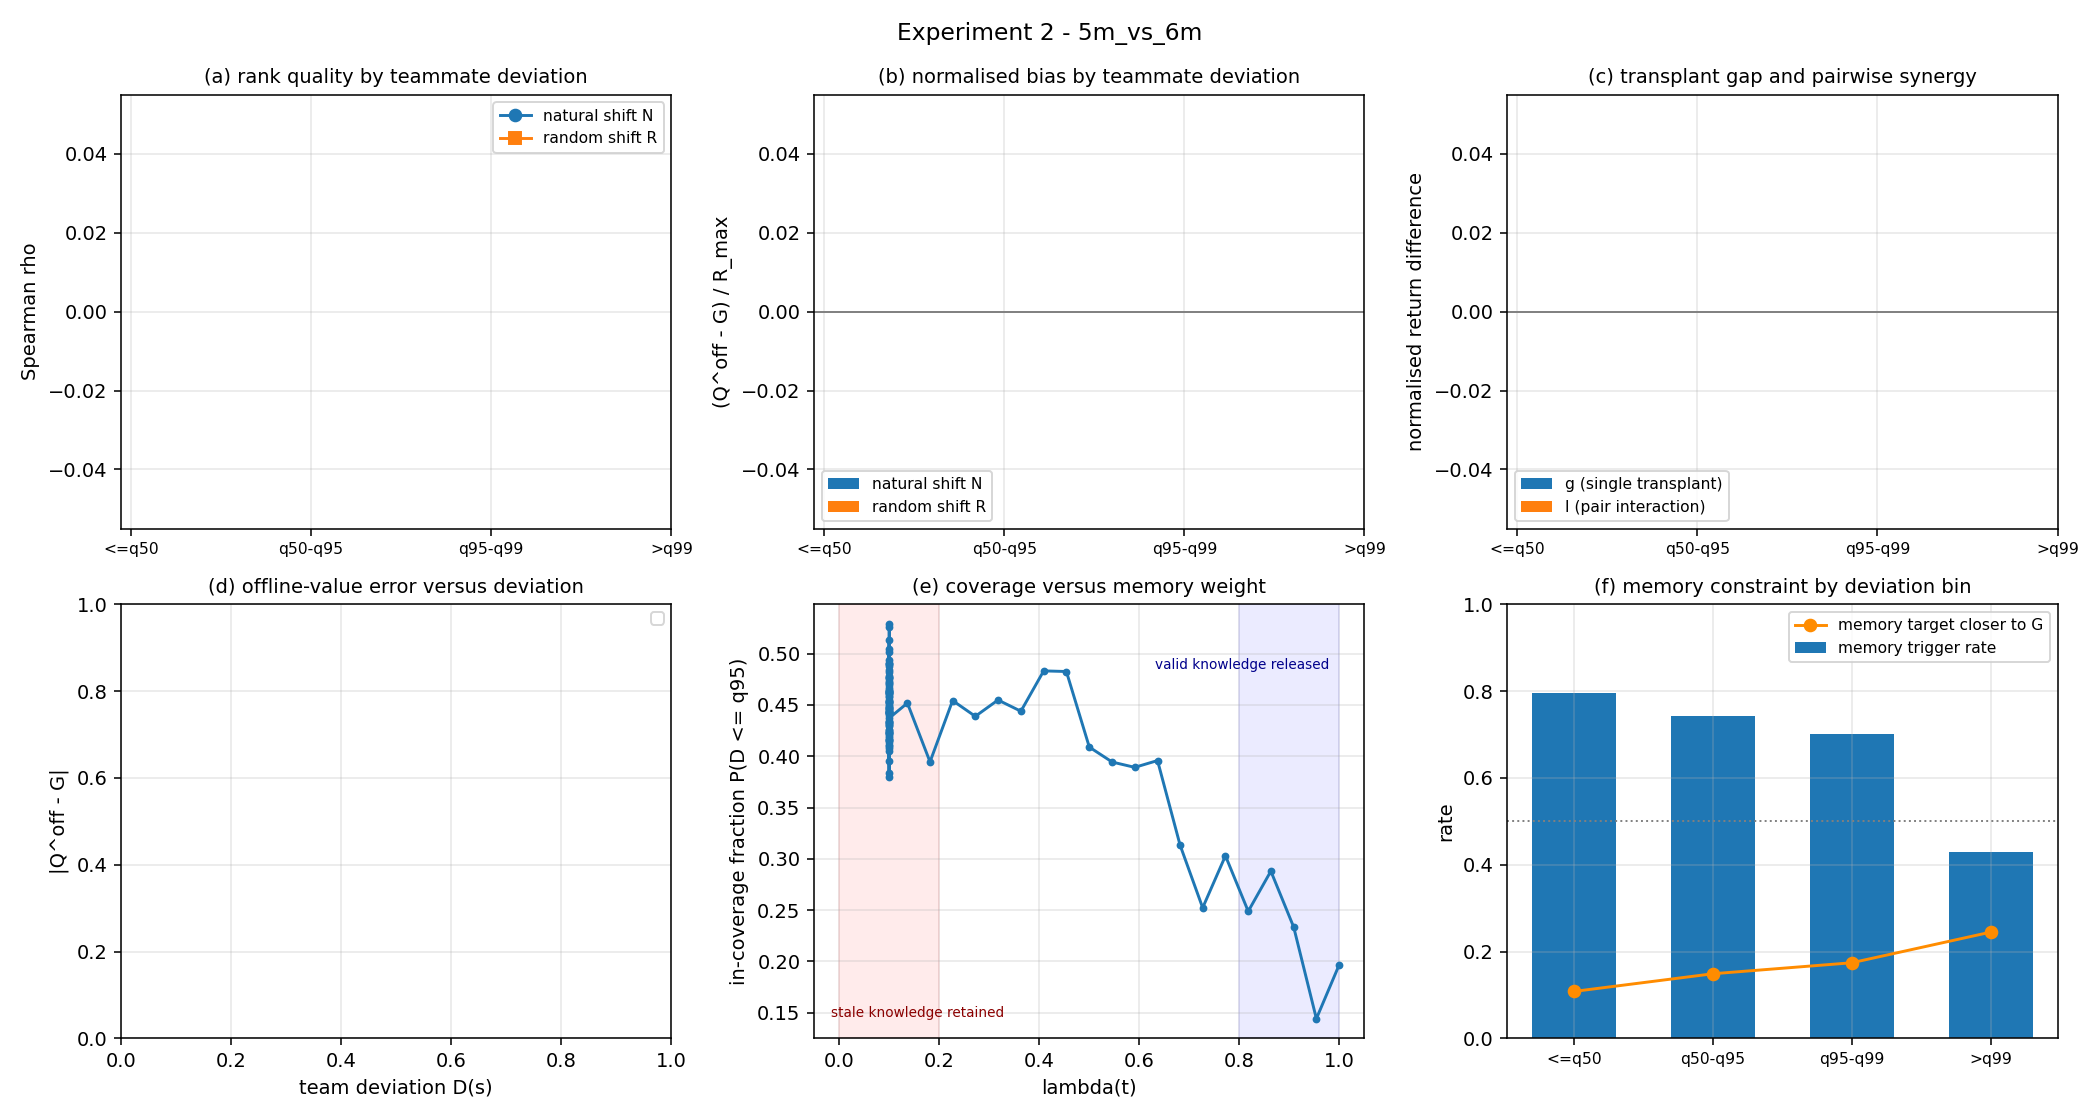 Experiment 2 - 5m_vs_6m
(a) rank quality by teammate deviation
natural shift N
random shift R
0.04
0.02
0.00
−0.02
−0.04
Spearman rho
<=q50
q50-q95
q95-q99
>q99
(b) normalised bias by teammate deviation
0.04
0.02
0.00
−0.02
−0.04
(Q^off - G) / R_max
natural shift N
random shift R
<=q50
q50-q95
q95-q99
>q99
(c) transplant gap and pairwise synergy
0.04
0.02
0.00
−0.02
−0.04
normalised return difference
g (single transplant)
I (pair interaction)
<=q50
q50-q95
q95-q99
>q99
(d) offline-value error versus deviation
1.0
0.8
0.6
0.4
0.2
0.0
|Q^off - G|
0.0
0.2
0.4
0.6
0.8
1.0
team deviation D(s)
(e) coverage versus memory weight
0.50
0.45
0.40
0.35
0.30
0.25
0.20
0.15
in-coverage fraction P(D <= q95)
valid knowledge released
stale knowledge retained
0.0
0.2
0.4
0.6
0.8
1.0
lambda(t)
(f) memory constraint by deviation bin
1.0
0.8
0.6
0.4
0.2
0.0
rate
memory target closer to G
memory trigger rate
<=q50
q50-q95
q95-q99
>q99